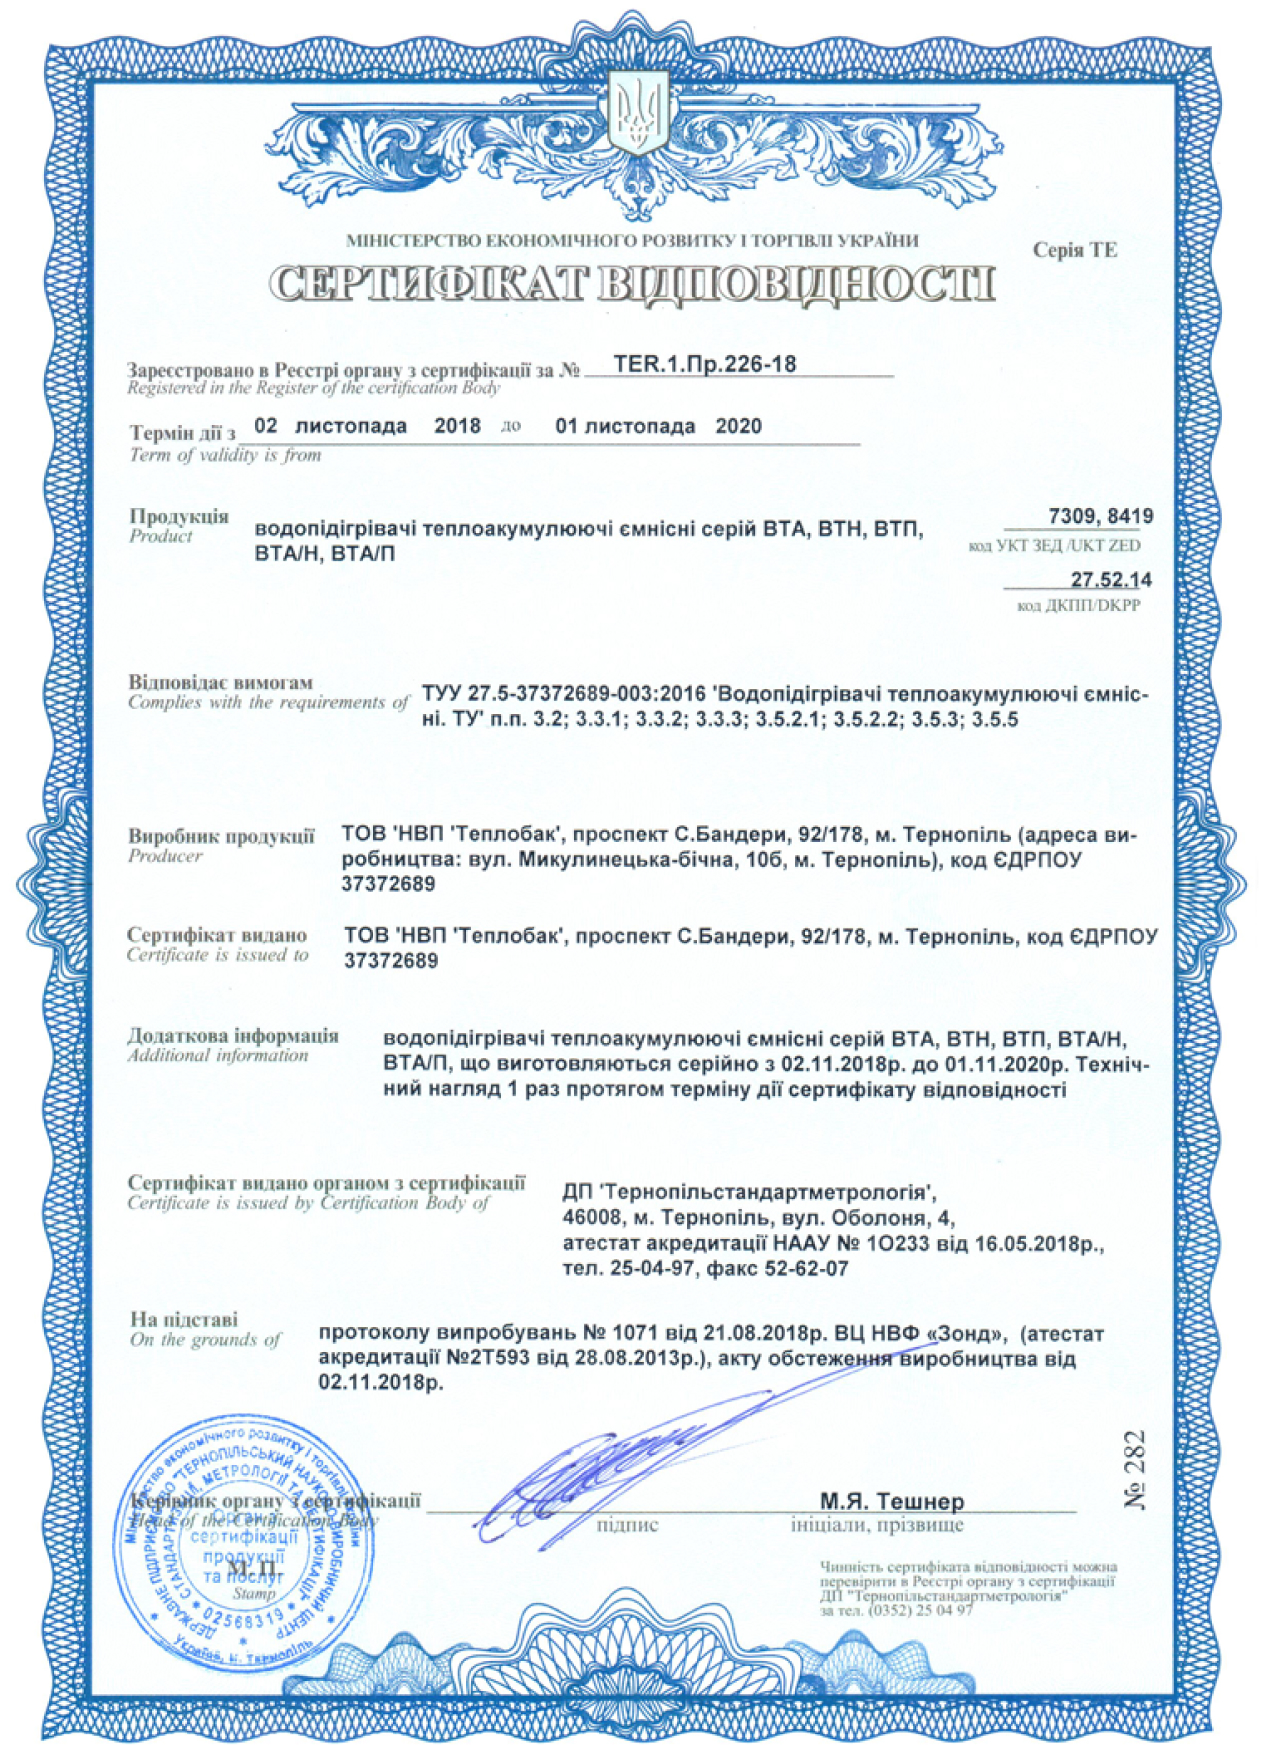 МІНІСТЕРСТВО ЕКОНОМІЧНОГО РОЗВИТКУ І ТОРГІВЛІ УКРАЇНИ
Серія ТЕ
СЕРТИФІКАТ ВІДПОВІДНОСТІ
Зареєстровано в Реєстрі органу з сертифікації за № TER.1.Пр.226-18
Registered in the Register of the certification Body
Термін дії з 02 листопада 2018 до 01 листопада 2020
Term of validity is from
Продукція
Product
водопідігрівачі теплоакумулюючі ємнісні серій ВТА, ВТН, ВТП,
ВТА/Н, ВТА/П
7309, 8419
код УКТ ЗЕД /UKT ZED
27.52.14
код ДКПП/DKPP
Відповідає вимогам
Complies with the requirements of
ТУУ 27.5-37372689-003:2016 'Водопідігрівачі теплоакумулюючі ємніс-
ні. ТУ' п.п. 3.2; 3.3.1; 3.3.2; 3.3.3; 3.5.2.1; 3.5.2.2; 3.5.3; 3.5.5
Виробник продукції
Producer
ТОВ 'НВП 'Теплобак', проспект С.Бандери, 92/178, м. Тернопіль (адреса ви-
робництва: вул. Микулинецька-бічна, 10б, м. Тернопіль), код ЄДРПОУ
37372689
Сертифікат видано
Certificate is issued to
ТОВ 'НВП 'Теплобак', проспект С.Бандери, 92/178, м. Тернопіль, код ЄДРПОУ
37372689
Додаткова інформація
Additional information
водопідігрівачі теплоакумулюючі ємнісні серій ВТА, ВТН, ВТП, ВТА/Н,
ВТА/П, що виготовляються серійно з 02.11.2018р. до 01.11.2020р. Техніч-
ний нагляд 1 раз протягом терміну дії сертифікату відповідності
Сертифікат видано органом з сертифікації
Certificate is issued by Certification Body of
ДП 'Тернопільстандартметрологія',
46008, м. Тернопіль, вул. Оболоня, 4,
атестат акредитації НААУ № 1О233 від 16.05.2018р.,
тел. 25-04-97, факс 52-62-07
На підставі
On the grounds of
протоколу випробувань № 1071 від 21.08.2018р. ВЦ НВФ «Зонд», (атестат
акредитації №2Т593 від 28.08.2013р.), акту обстеження виробництва від
02.11.2018р.
Керівник органу з сертифікації
Head of the Certification Body
М.Я. Тешнер
підпис
ініціали, прізвище
М. П.
Stamp
Орган з
сертифікації
продукції
та послуг
* 02568319 *
Україна, м. Тернопіль
№ 282
Чинність сертифіката відповідності можна
перевірити в Реєстрі органу з сертифікації
ДП "Тернопільстандартметрологія"
за тел. (0352) 25 04 97